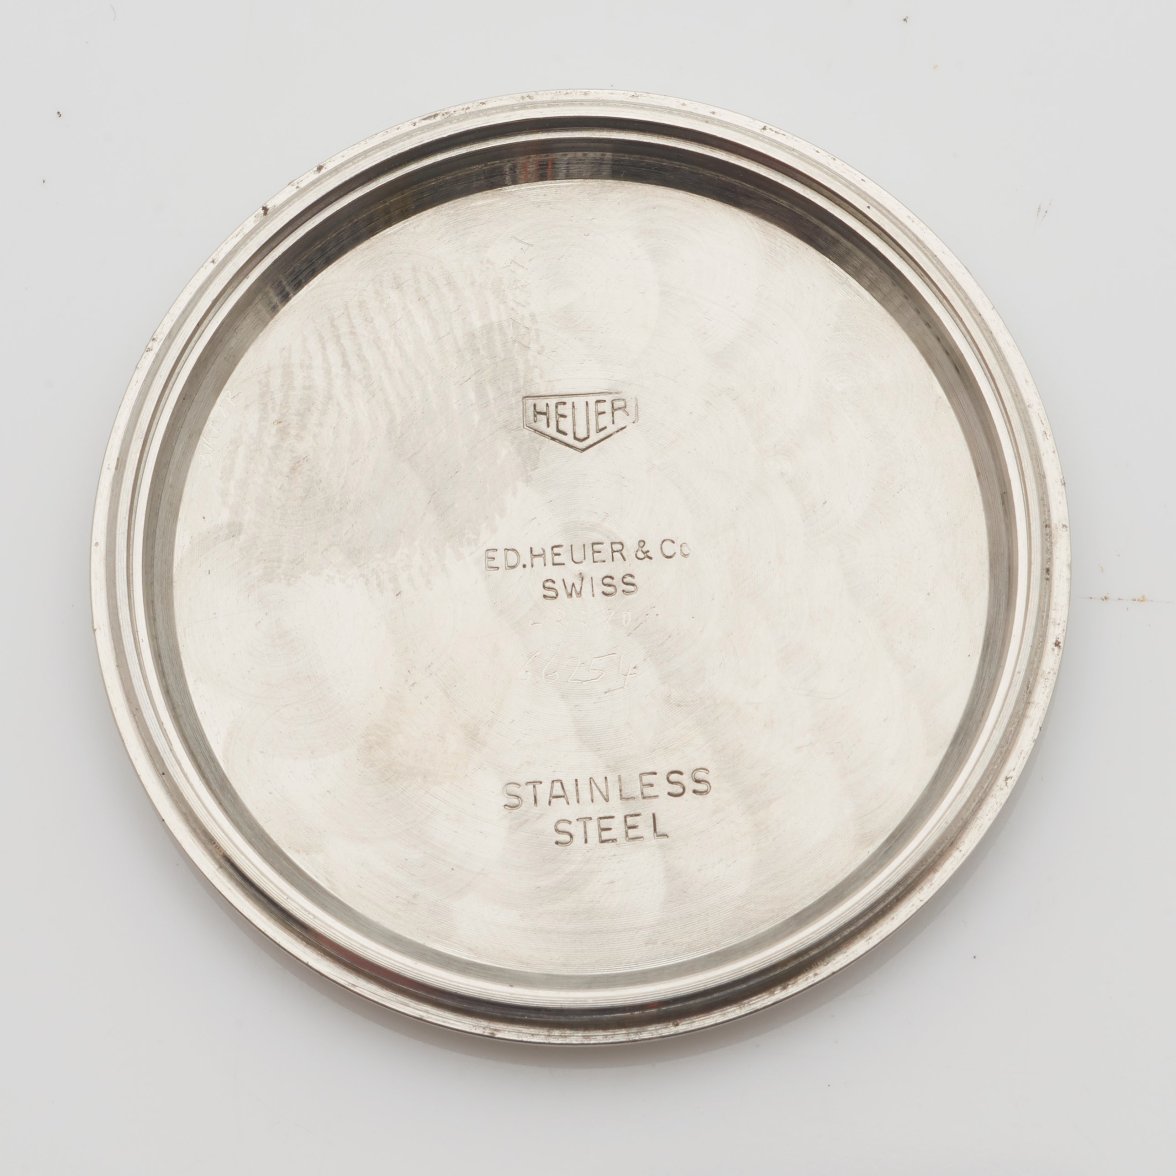 HEUER
ED.HEUER & Co
SWISS
STAINLESS
STEEL